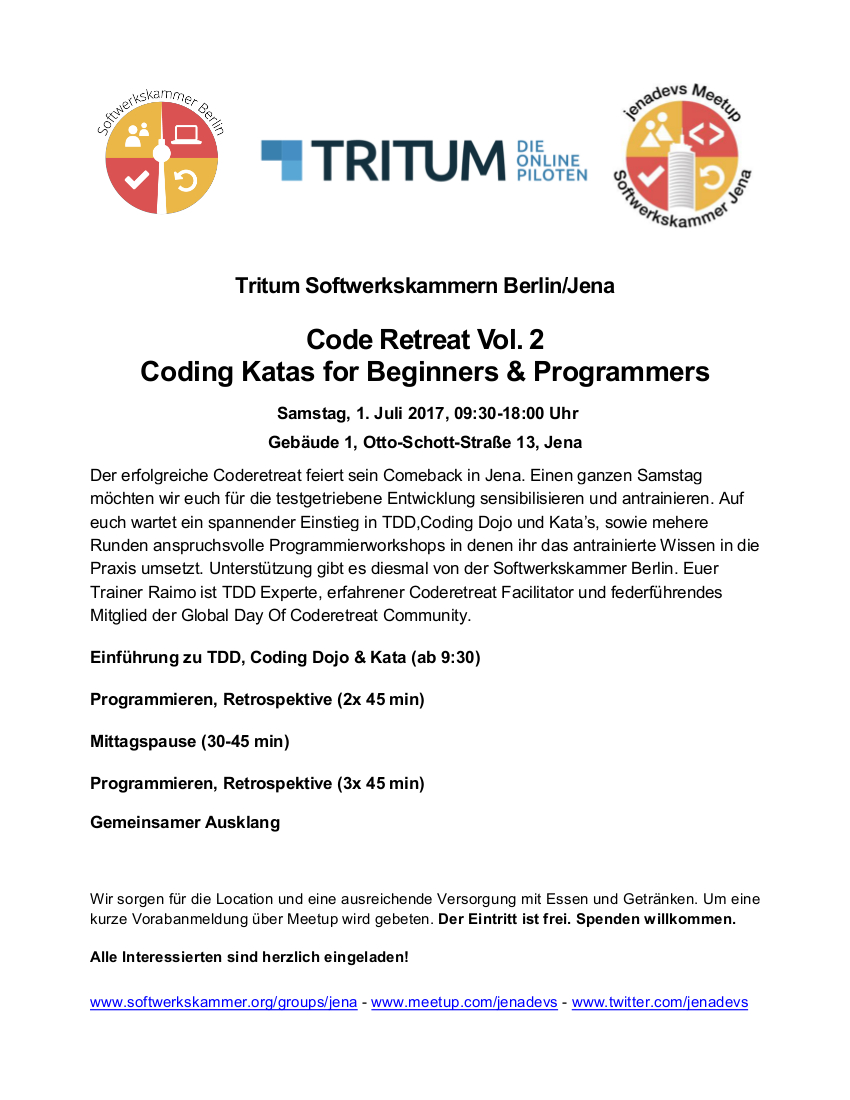 Softwerkskammer Berlin
TRITUM DIE ONLINE PILOTEN
jenadevs Meetup
Softwerkskammer Jena
Tritum Softwerkskammern Berlin/Jena
Code Retreat Vol. 2
Coding Katas for Beginners & Programmers
Samstag, 1. Juli 2017, 09:30-18:00 Uhr
Gebäude 1, Otto-Schott-Straße 13, Jena
Der erfolgreiche Coderetreat feiert sein Comeback in Jena. Einen ganzen Samstag
möchten wir euch für die testgetriebene Entwicklung sensibilisieren und antrainieren. Auf
euch wartet ein spannender Einstieg in TDD,Coding Dojo und Kata’s, sowie mehere
Runden anspruchsvolle Programmierworkshops in denen ihr das antrainierte Wissen in die
Praxis umsetzt. Unterstützung gibt es diesmal von der Softwerskammer Berlin. Euer
Trainer Raimo ist TDD Experte, erfahrener Coderetreat Facilitator und federführendes
Mitglied der Global Day Of Coderetreat Community.
Einführung zu TDD, Coding Dojo & Kata (ab 9:30)
Programmieren, Retrospektive (2x 45 min)
Mittagspause (30-45 min)
Programmieren, Retrospektive (3x 45 min)
Gemeinsamer Ausklang
Wir sorgen für die Location und eine ausreichende Versorgung mit Essen und Getränken. Um eine
kurze Vorabanmeldung über Meetup wird gebeten. Der Eintritt ist frei. Spenden willkommen.
Alle Interessierten sind herzlich eingeladen!
www.softwerkskammer.org/groups/jena - www.meetup.com/jenadevs - www.twitter.com/jenadevs